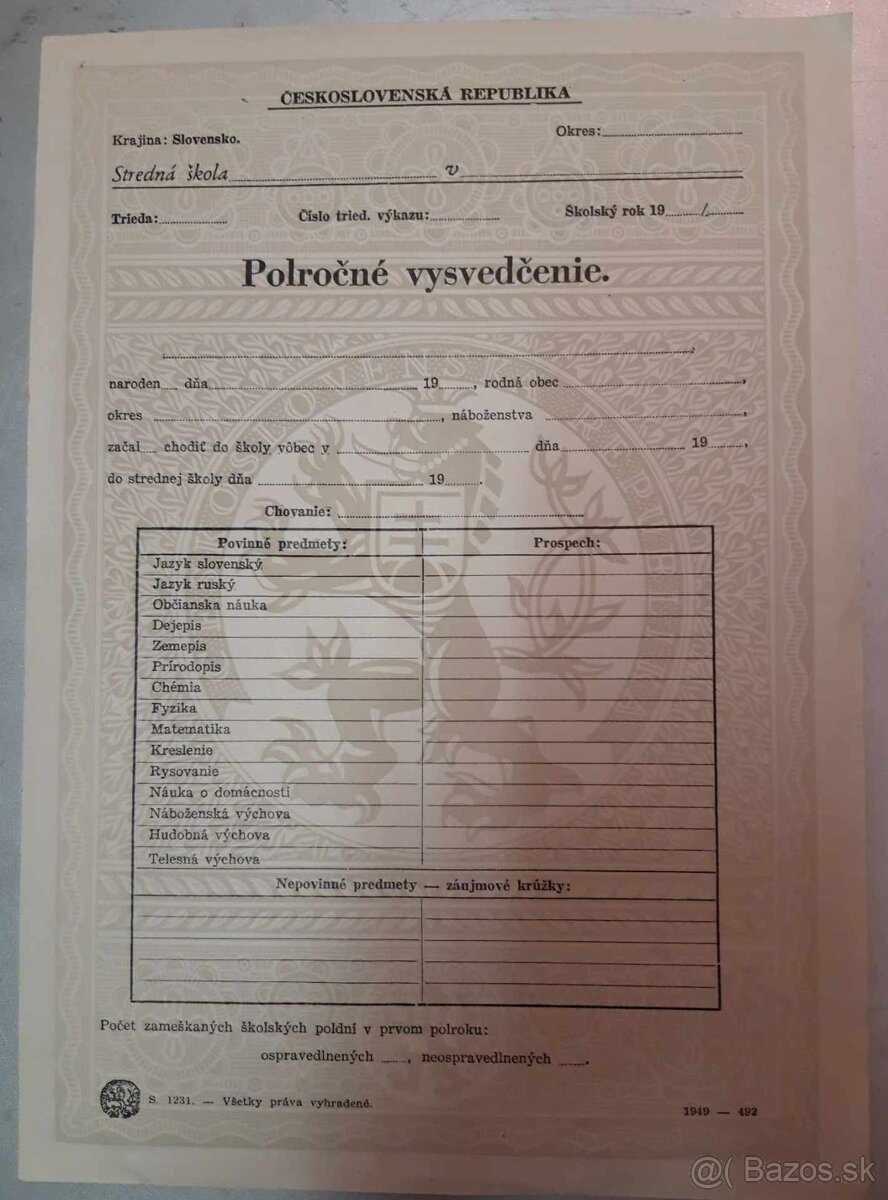 ČESKOSLOVENSKÁ REPUBLIKA
Krajina: Slovensko. Okres:
Stredná škola v
Trieda: Číslo tried. výkazu: Školský rok 19 /
Polročné vysvedčenie.
naroden dňa 19 , rodná obec ,
okres , náboženstva ,
začal chodiť do školy vôbec v dňa 19 ,
do strednej školy dňa 19 .
Chovanie:
Povinné predmety: Prospech:
Jazyk slovenský
Jazyk ruský
Občianska náuka
Dejepis
Zemepis
Prírodopis
Chémia
Fyzika
Matematika
Kreslenie
Rysovanie
Náuka o domácnosti
Náboženská výchova
Hudobná výchova
Telesná výchova
Nepovinné predmety — záujmové krúžky:
Počet zameškaných školských poldní v prvom polroku:
ospravedlnených , neospravedlnených .
S. 1231. — Všetky práva vyhradené. 1949 — 492
@( Bazos.sk